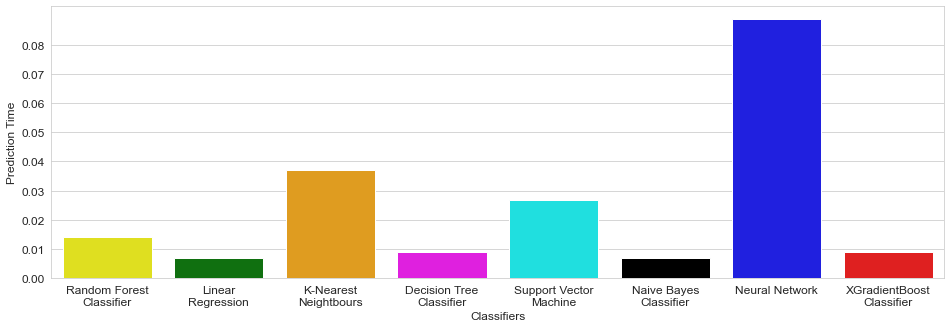 Prediction Time
0.08
0.07
0.06
0.05
0.04
0.03
0.02
0.01
0.00
Random Forest
Classifier
Linear
Regression
K-Nearest
Neightbours
Decision Tree
Classifier
Support Vector
Machine
Naive Bayes
Classifier
Neural Network
XGradientBoost
Classifier
Classifiers